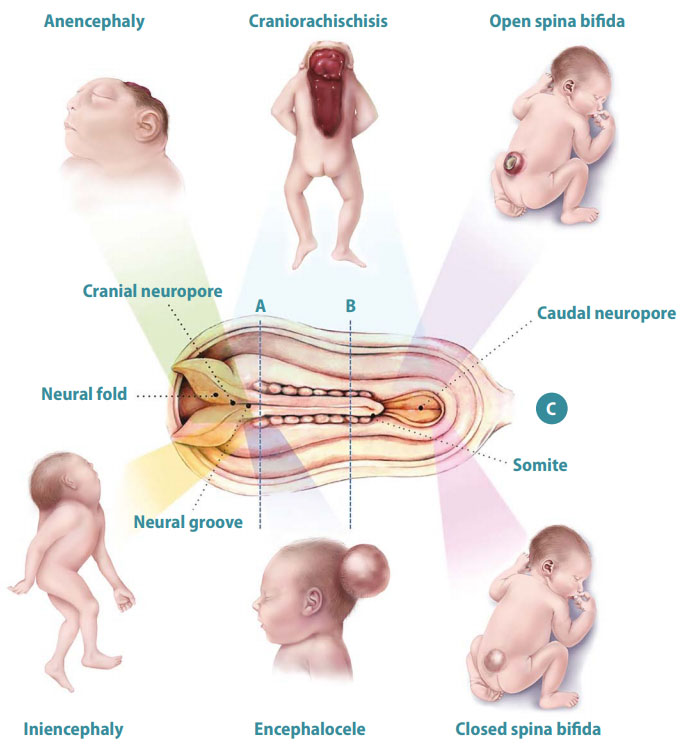 Anencephaly
Craniorachischisis
Open spina bifida
Cranial neuropore
A
B
Caudal neuropore
Neural fold
C
Somite
Neural groove
Iniencephaly
Encephalocele
Closed spina bifida